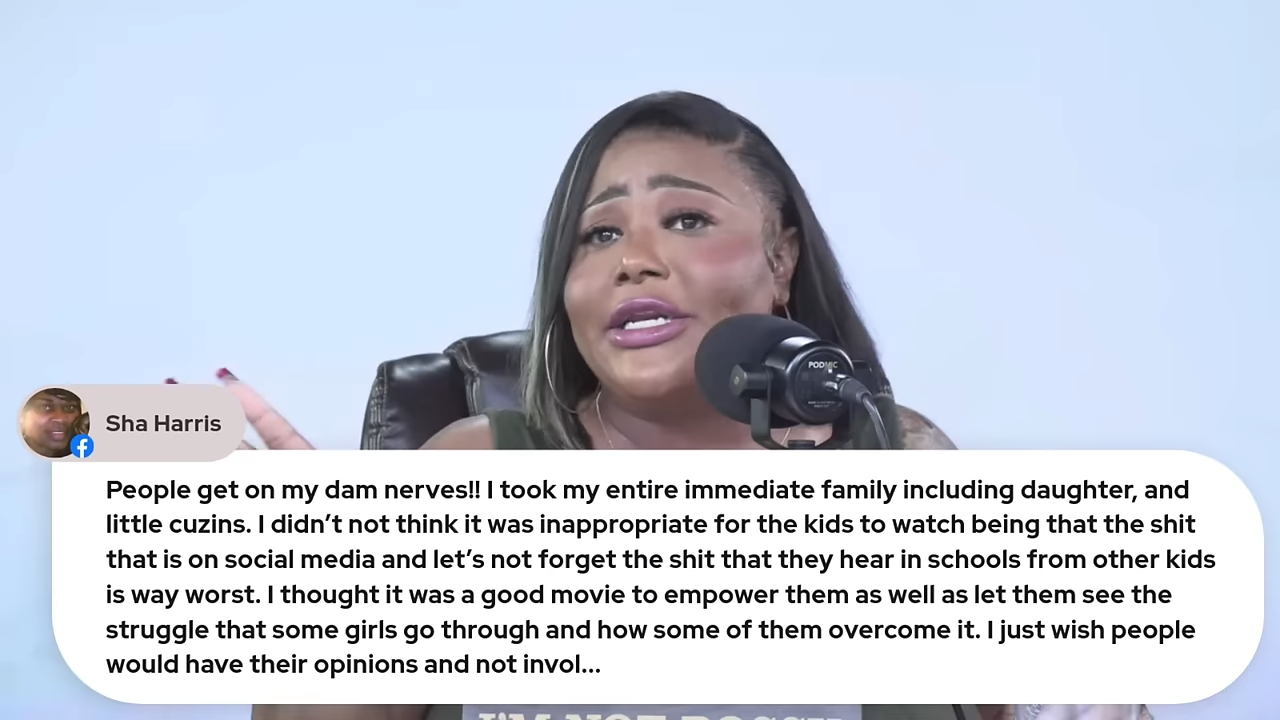 PODMIC
Sha Harris
People get on my dam nerves!! I took my entire immediate family including daughter, and
little cuzins. I didn’t not think it was inappropriate for the kids to watch being that the shit
that is on social media and let’s not forget the shit that they hear in schools from other kids
is way worst. I thought it was a good movie to empower them as well as let them see the
struggle that some girls go through and how some of them overcome it. I just wish people
would have their opinions and not invol...
I'M NOT